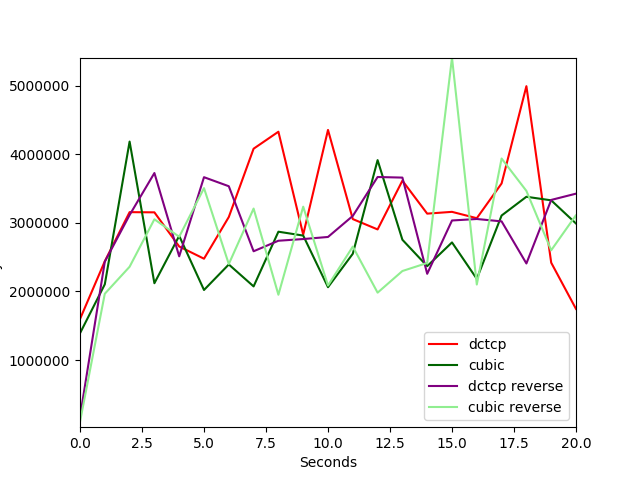 5000000
4000000
3000000
2000000
1000000
0.0 2.5 5.0 7.5 10.0 12.5 15.0 17.5 20.0
Seconds
dctcp
cubic
dctcp reverse
cubic reverse